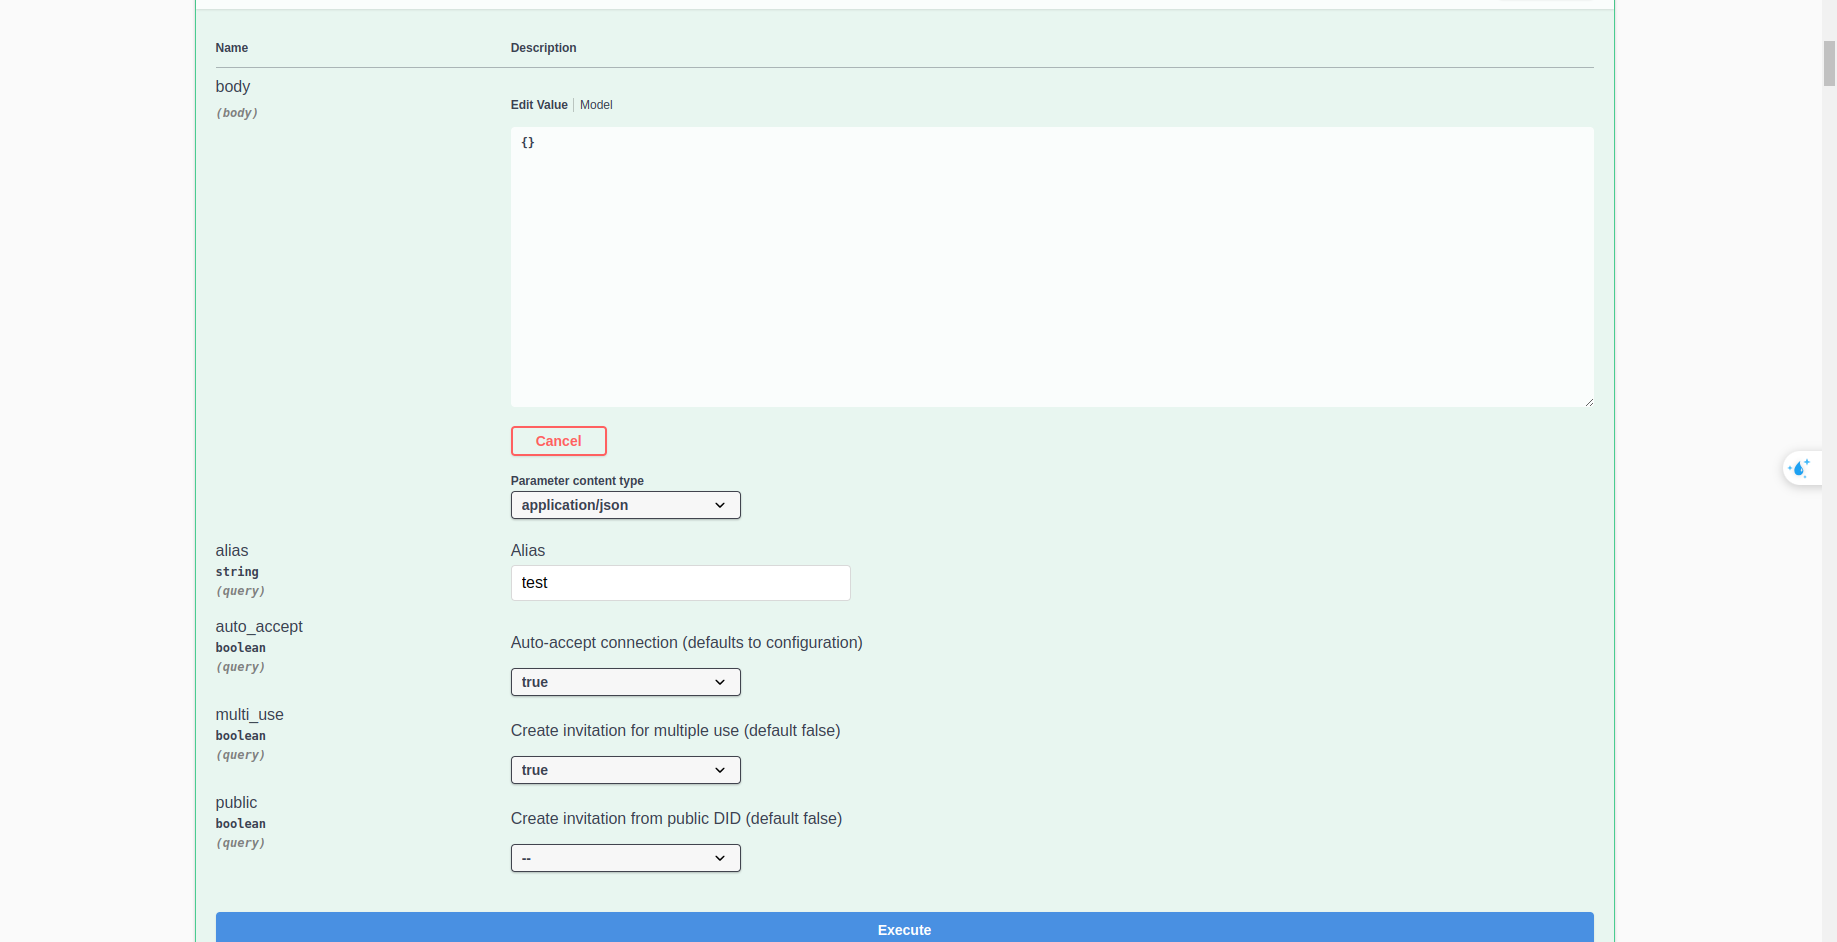 Name Description
body
(body)
Edit Value Model
{}
Cancel
Parameter content type
application/json
alias
string
(query)
Alias
test
auto_accept
boolean
(query)
Auto-accept connection (defaults to configuration)
true
multi_use
boolean
(query)
Create invitation for multiple use (default false)
true
public
boolean
(query)
Create invitation from public DID (default false)
--
Execute